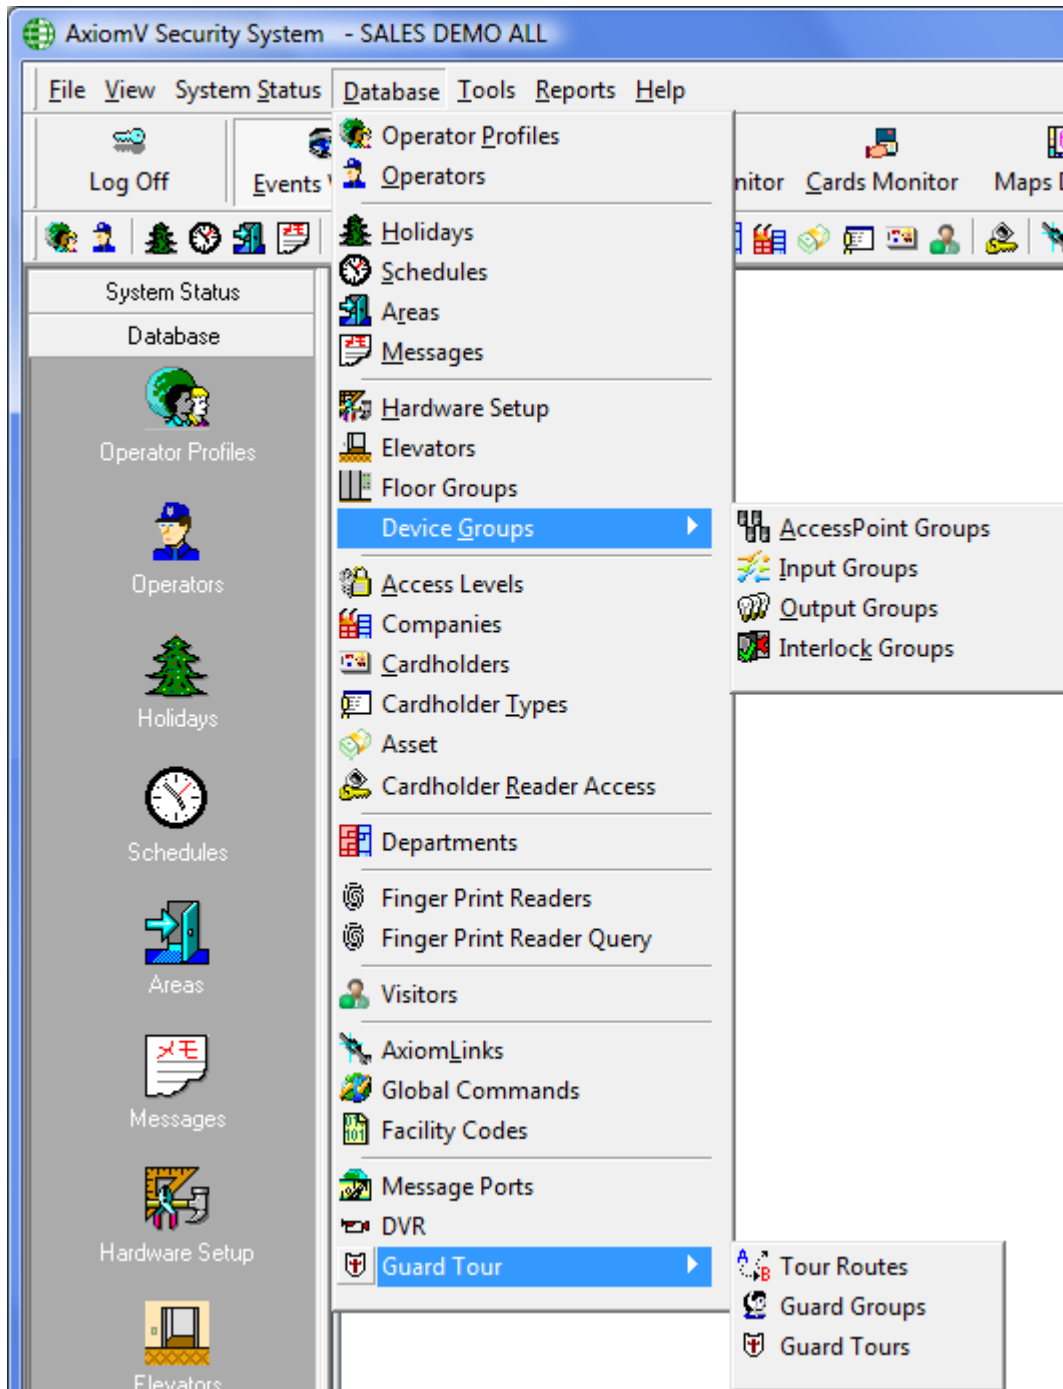 AxiomV Security System - SALES DEMO ALL
File View System Status Database Tools Reports Help
Log Off Events nitor Cards Monitor Maps
System Status
Database
Operator Profiles
Operators
Holidays
Schedules
Areas
メモ
Messages
Hardware Setup
Elevators
Operator Profiles
Operators
Holidays
Schedules
Areas
Messages
Hardware Setup
Elevators
Floor Groups
Device Groups
Access Levels
Companies
Cardholders
Cardholder Types
Asset
Cardholder Reader Access
Departments
Finger Print Readers
Finger Print Reader Query
Visitors
AxiomLinks
Global Commands
Facility Codes
Message Ports
DVR
Guard Tour
AccessPoint Groups
Input Groups
Output Groups
Interlock Groups
A B Tour Routes
Guard Groups
Guard Tours